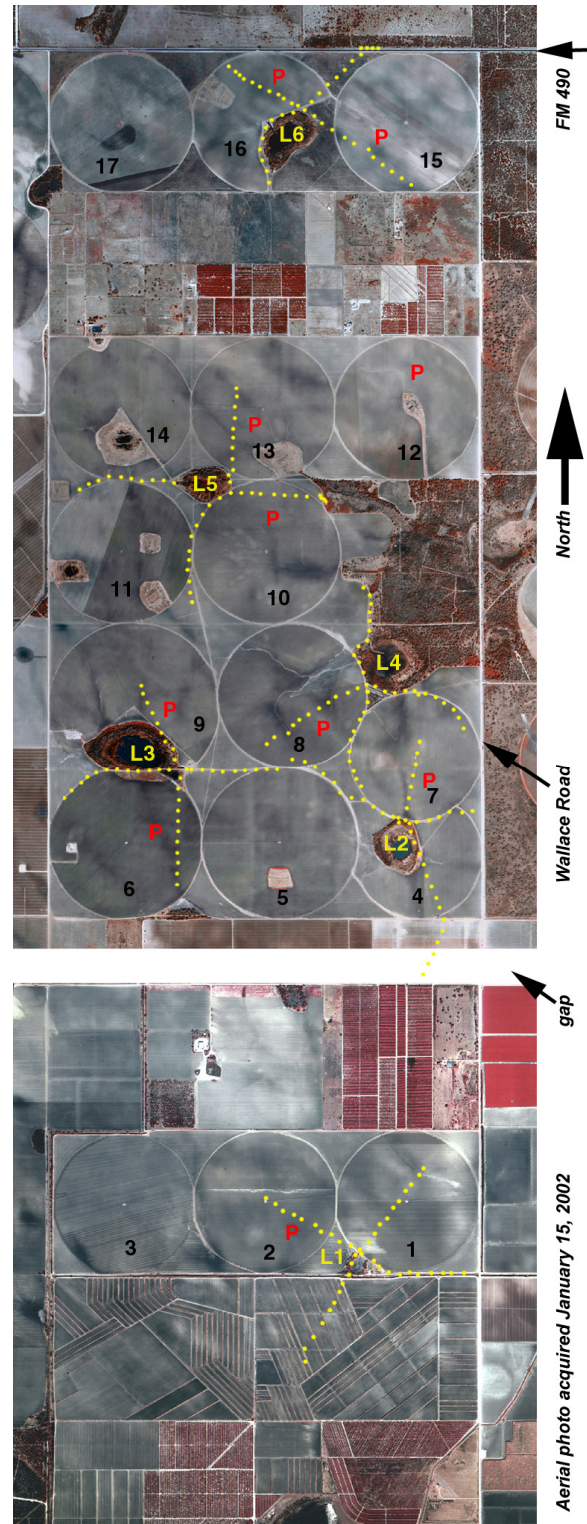 FM 490
P
L6
P
17
16
15
P
14
P
13
12
L5
P
11
10
North
L4
P
9
P
8
L3
P
7
Wallace Road
P
L2
6
5
4
gap
P
L1
3
2
1
Aerial photo acquired January 15, 2002